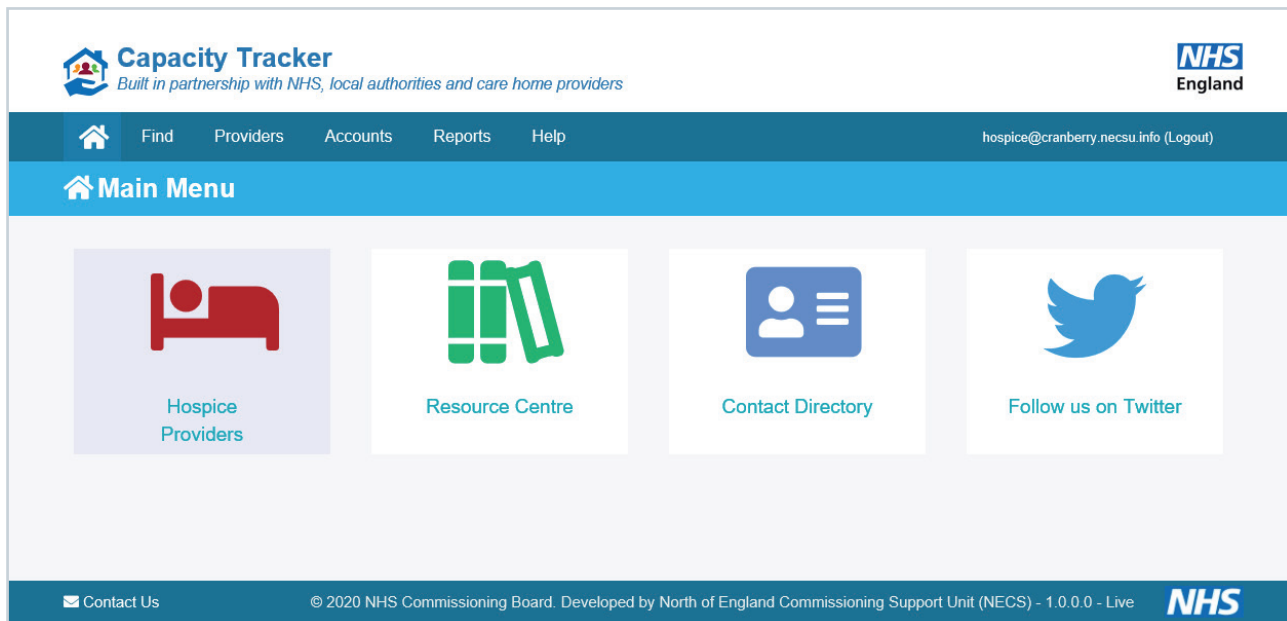 Capacity Tracker
Built in partnership with NHS, local authorities and care home providers
NHS
England
Find Providers Accounts Reports Help hospice@cranberry.necsu.info (Logout)
Main Menu
Hospice
Providers
Resource Centre
Contact Directory
Follow us on Twitter
Contact Us © 2020 NHS Commissioning Board. Developed by North of England Commissioning Support Unit (NECS) - 1.0.0.0 - Live NHS